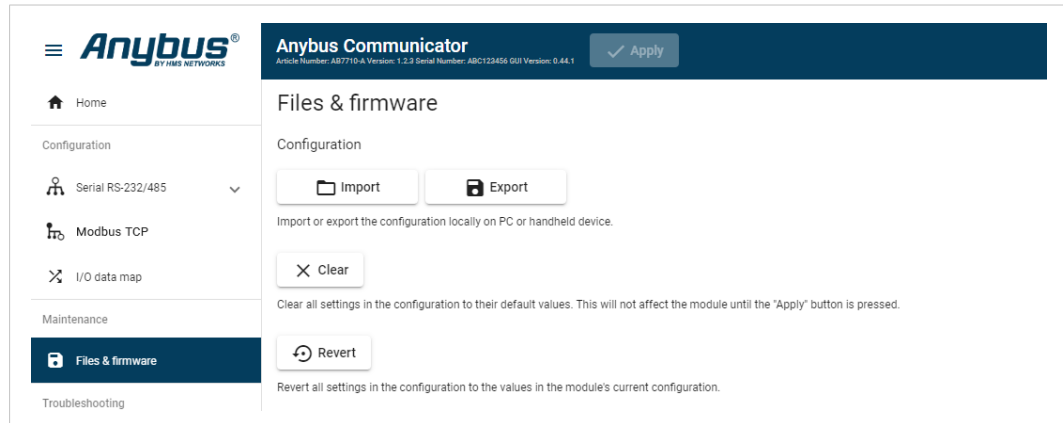 Anybus®
BY HMS NETWORKS
Anybus Communicator
Article Number: AB7710-A Version: 1.2.3 Serial Number: ABC123456 GUI Version: 0.44.1
Apply
Home
Configuration
Serial RS-232/485
Modbus TCP
I/O data map
Maintenance
Files & firmware
Troubleshooting
Files & firmware
Configuration
Import
Export
Import or export the configuration locally on PC or handheld device.
Clear
Clear all settings in the configuration to their default values. This will not affect the module until the "Apply" button is pressed.
Revert
Revert all settings in the configuration to the values in the module's current configuration.